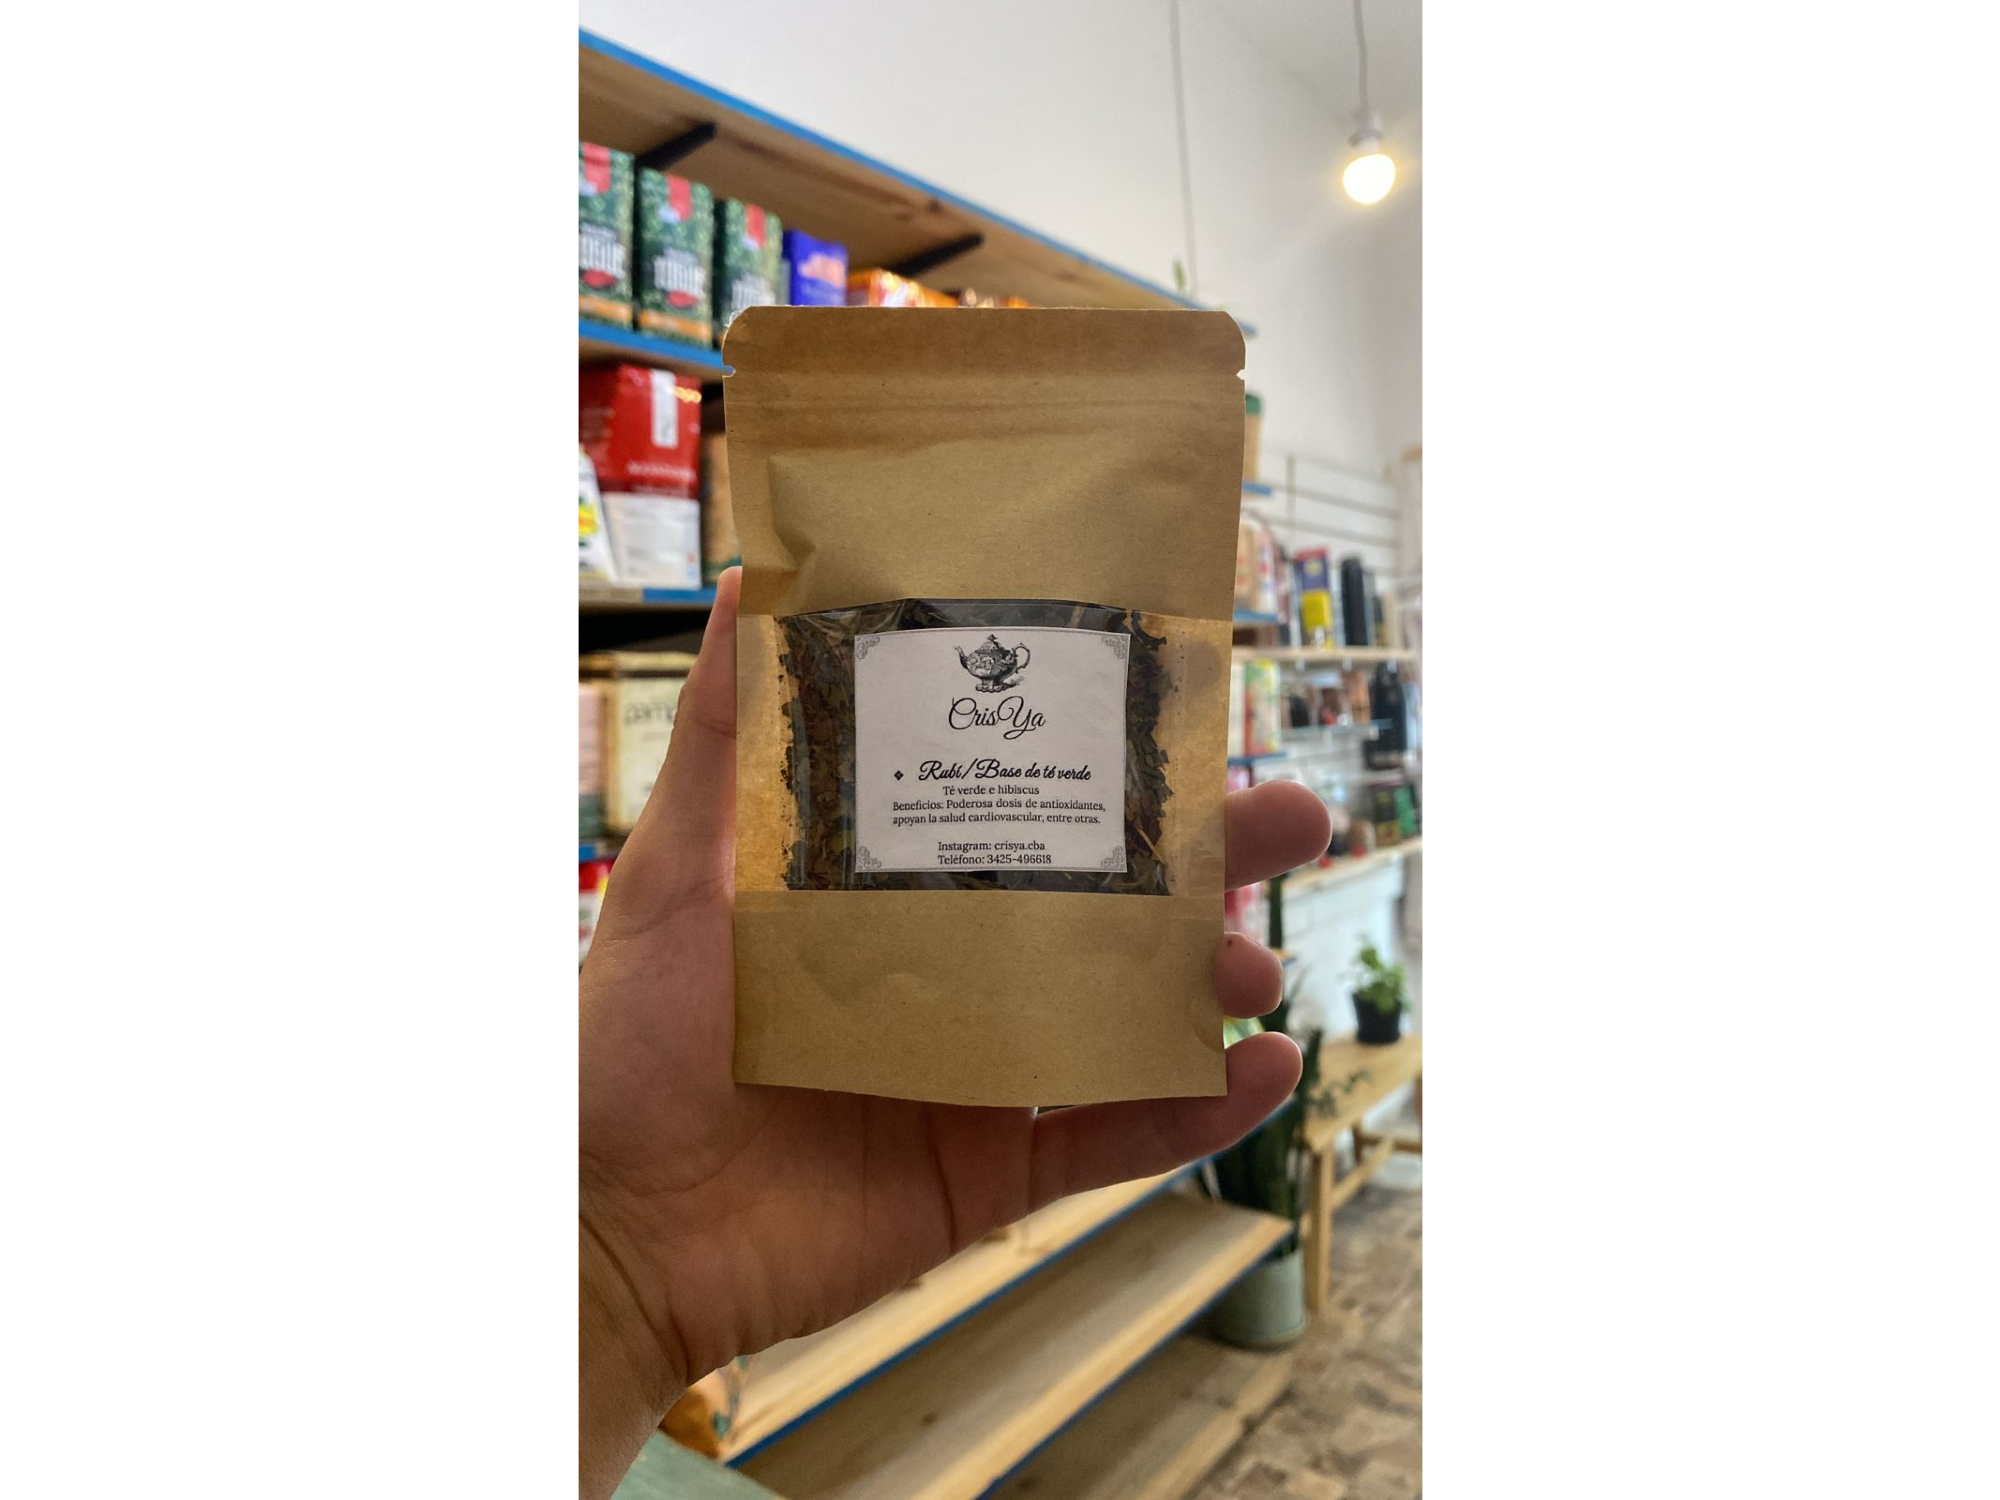 CrisYa
❖ Rubí/Base de té verde
Té verde e hibiscus
Beneficios: Poderosa dosis de antioxidantes,
apoyan la salud cardiovascular, entre otras.
Instagram: crisya.cba
Teléfono: 3425-496618